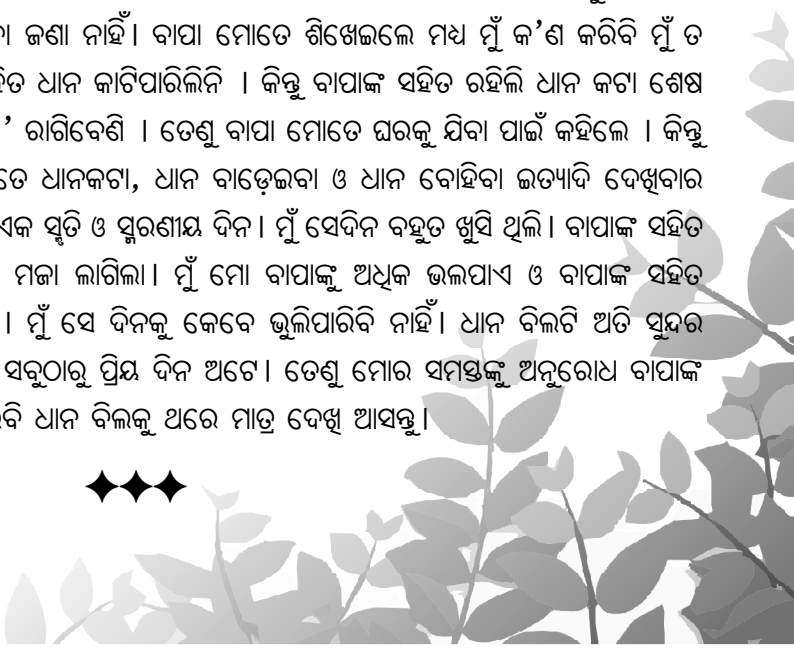 ଜଣା ନାହିଁ। ବାପା ମୋତେ ଶିଖେଇଲେ ମଧ୍ୟ ମୁଁ କ’ଣ କରିବି ମୁଁ ତ
ଧାନ କାଟିପାରିଲିନି । କିନ୍ତୁ ବାପାଙ୍କ ସହିତ ରହିଲି ଧାନ କଟା ଶେଷ
’ ରାଗିବେଣି । ତେଣୁ ବାପା ମୋତେ ଘରକୁ ଯିବା ପାଇଁ କହିଲେ । କିନ୍ତୁ
ଧାନକଟା, ଧାନ ବାଡ଼େଇବା ଓ ଧାନ ବୋହିବା ଇତ୍ୟାଦି ଦେଖିବାର
ଏକ ସ୍ମୃତି ଓ ସ୍ମରଣୀୟ ଦିନ। ମୁଁ ସେଦିନ ବହୁତ ଖୁସି ଥିଲି। ବାପାଙ୍କ ସହିତ
ମଜା ଲାଗିଲା। ମୁଁ ମୋ ବାପାଙ୍କୁ ଅଧିକ ଭଲପାଏ ଓ ବାପାଙ୍କ ସହିତ
। ମୁଁ ସେ ଦିନକୁ କେବେ ଭୁଲିପାରିବି ନାହିଁ। ଧାନ ବିଲଟି ଅତି ସୁନ୍ଦର
ସବୁଠାରୁ ପ୍ରିୟ ଦିନ ଅଟେ। ତେଣୁ ମୋର ସମସ୍ତଙ୍କୁ ଅନୁରୋଧ ବାପାଙ୍କ
ଧାନ ବିଲକୁ ଥରେ ମାତ୍ର ଦେଖି ଆସନ୍ତୁ।